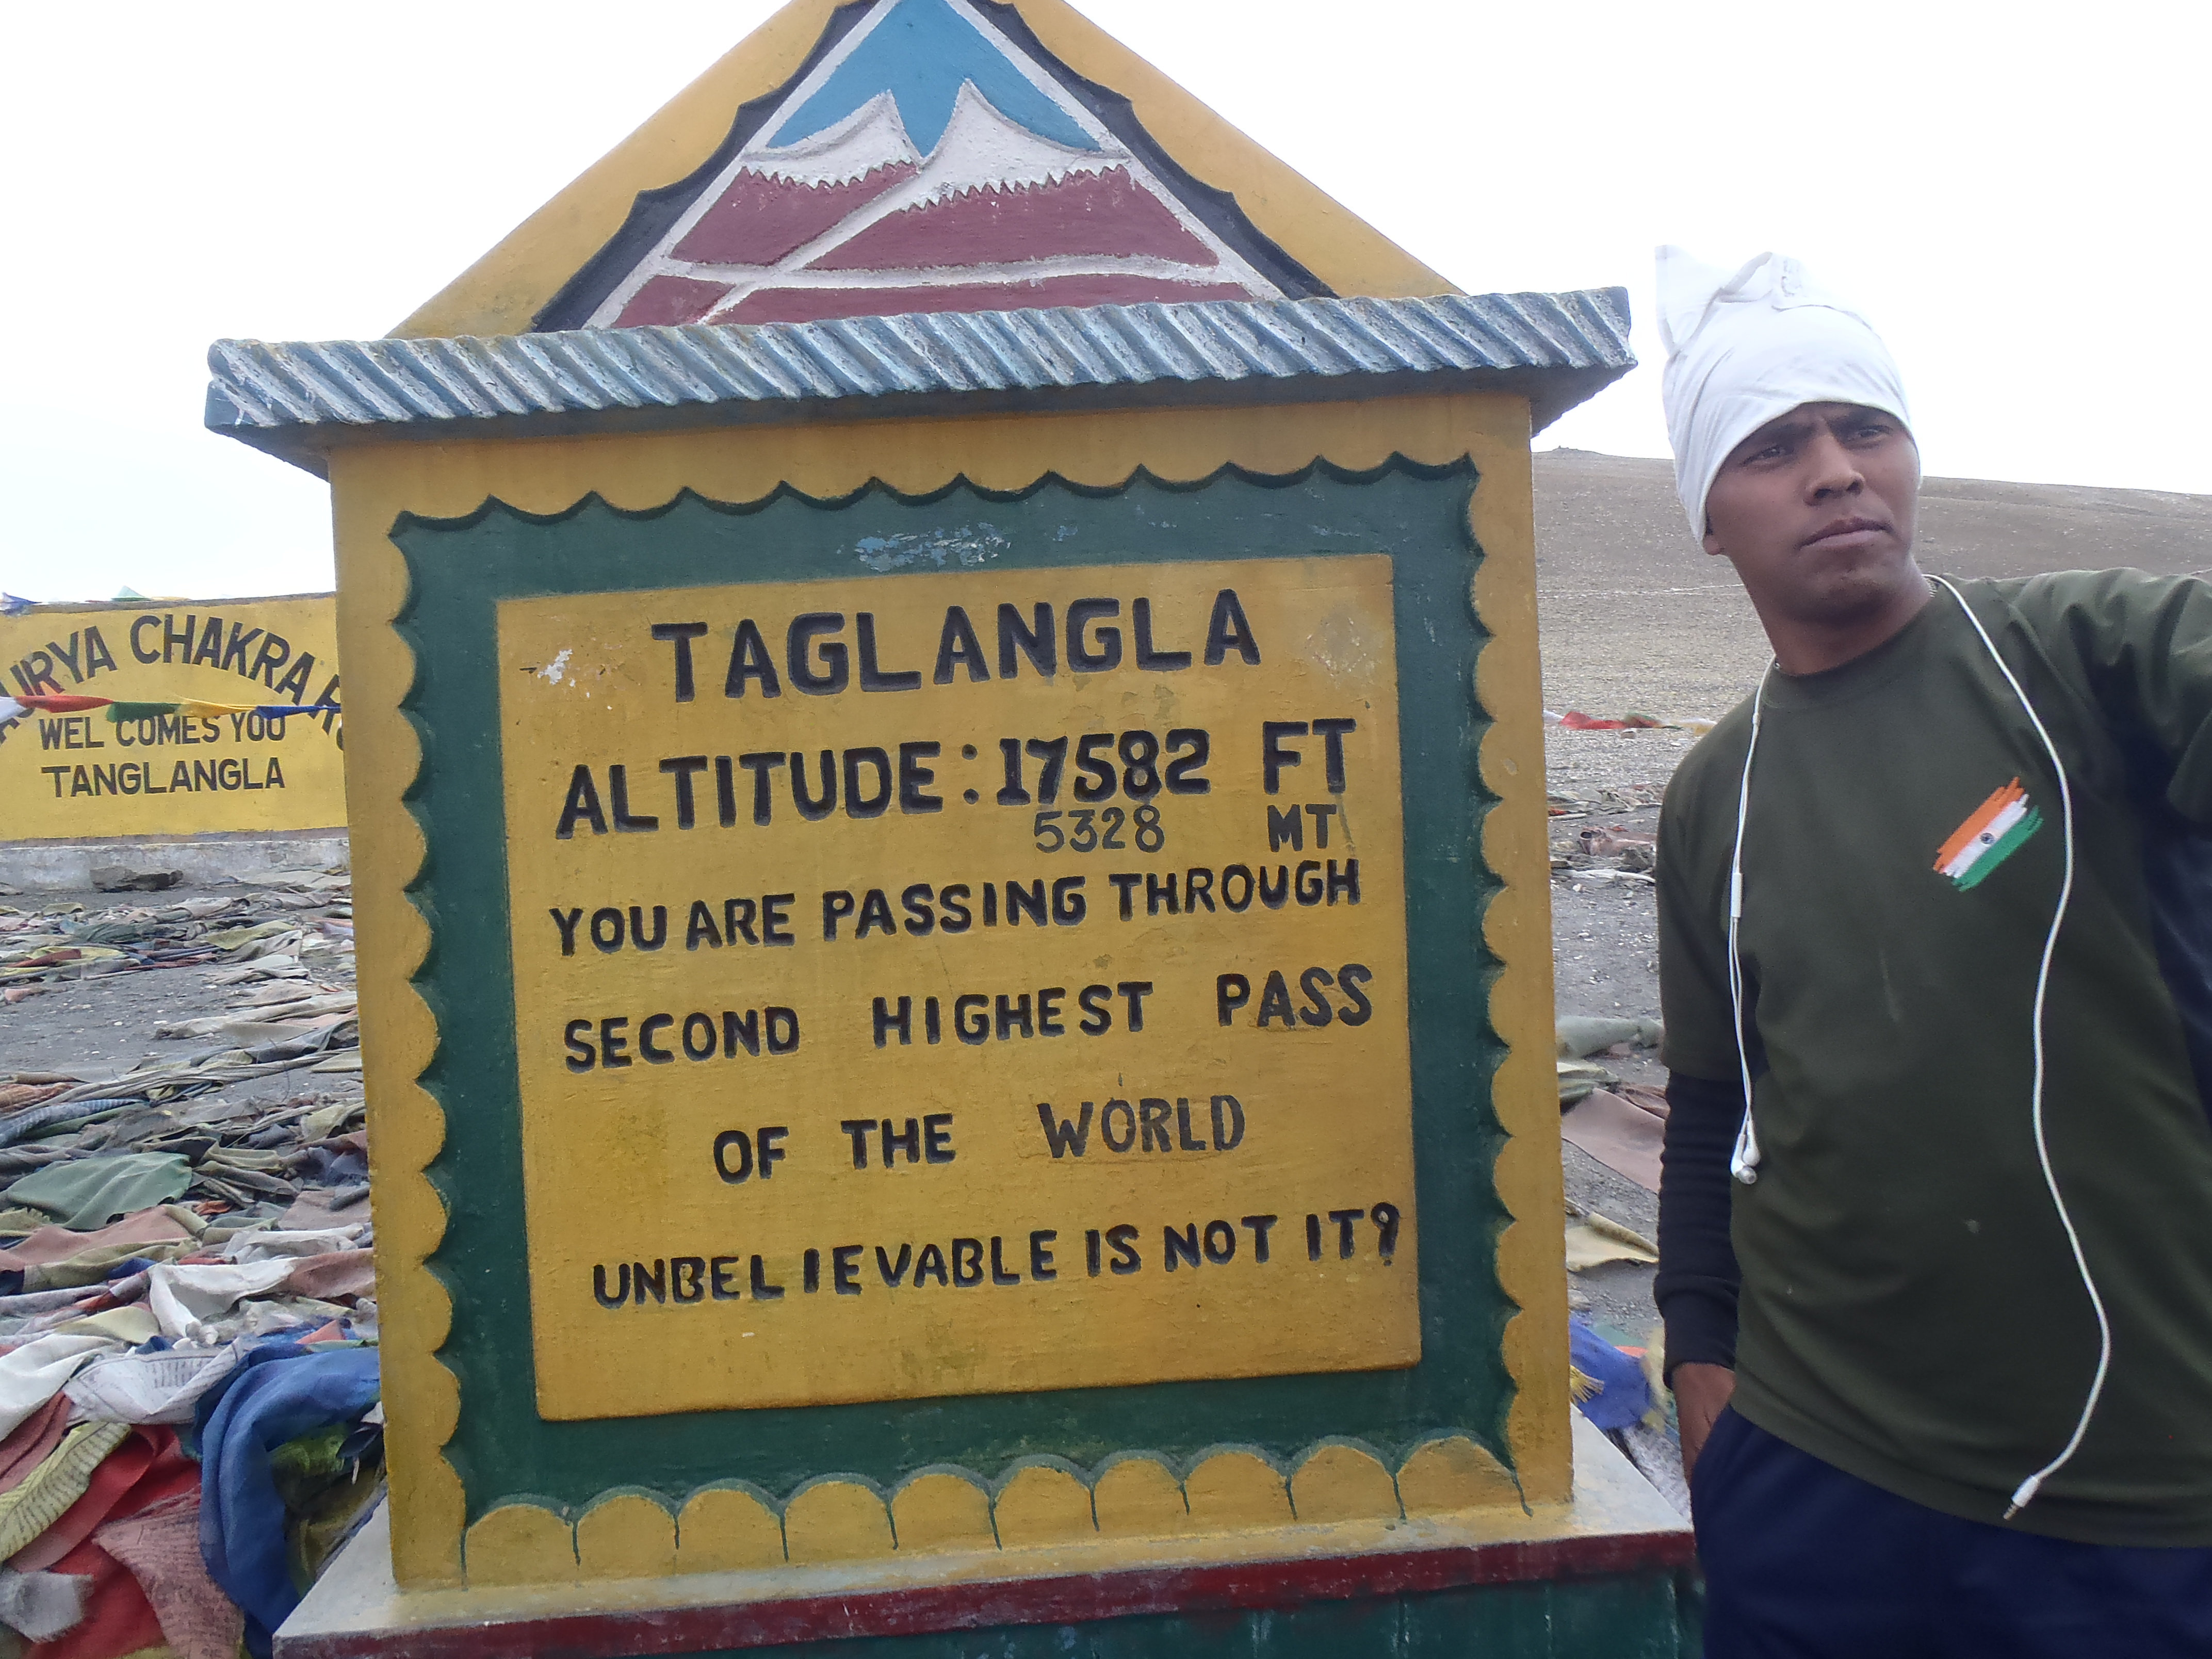 TAGLANGLA
ALTITUDE : 17582 FT
5328 MT
YOU ARE PASSING THROUGH
SECOND HIGHEST PASS
OF THE WORLD
UNBELIEVABLE IS NOT IT?
CHAKRA
WEL COMES YOU
TANGLANGLA